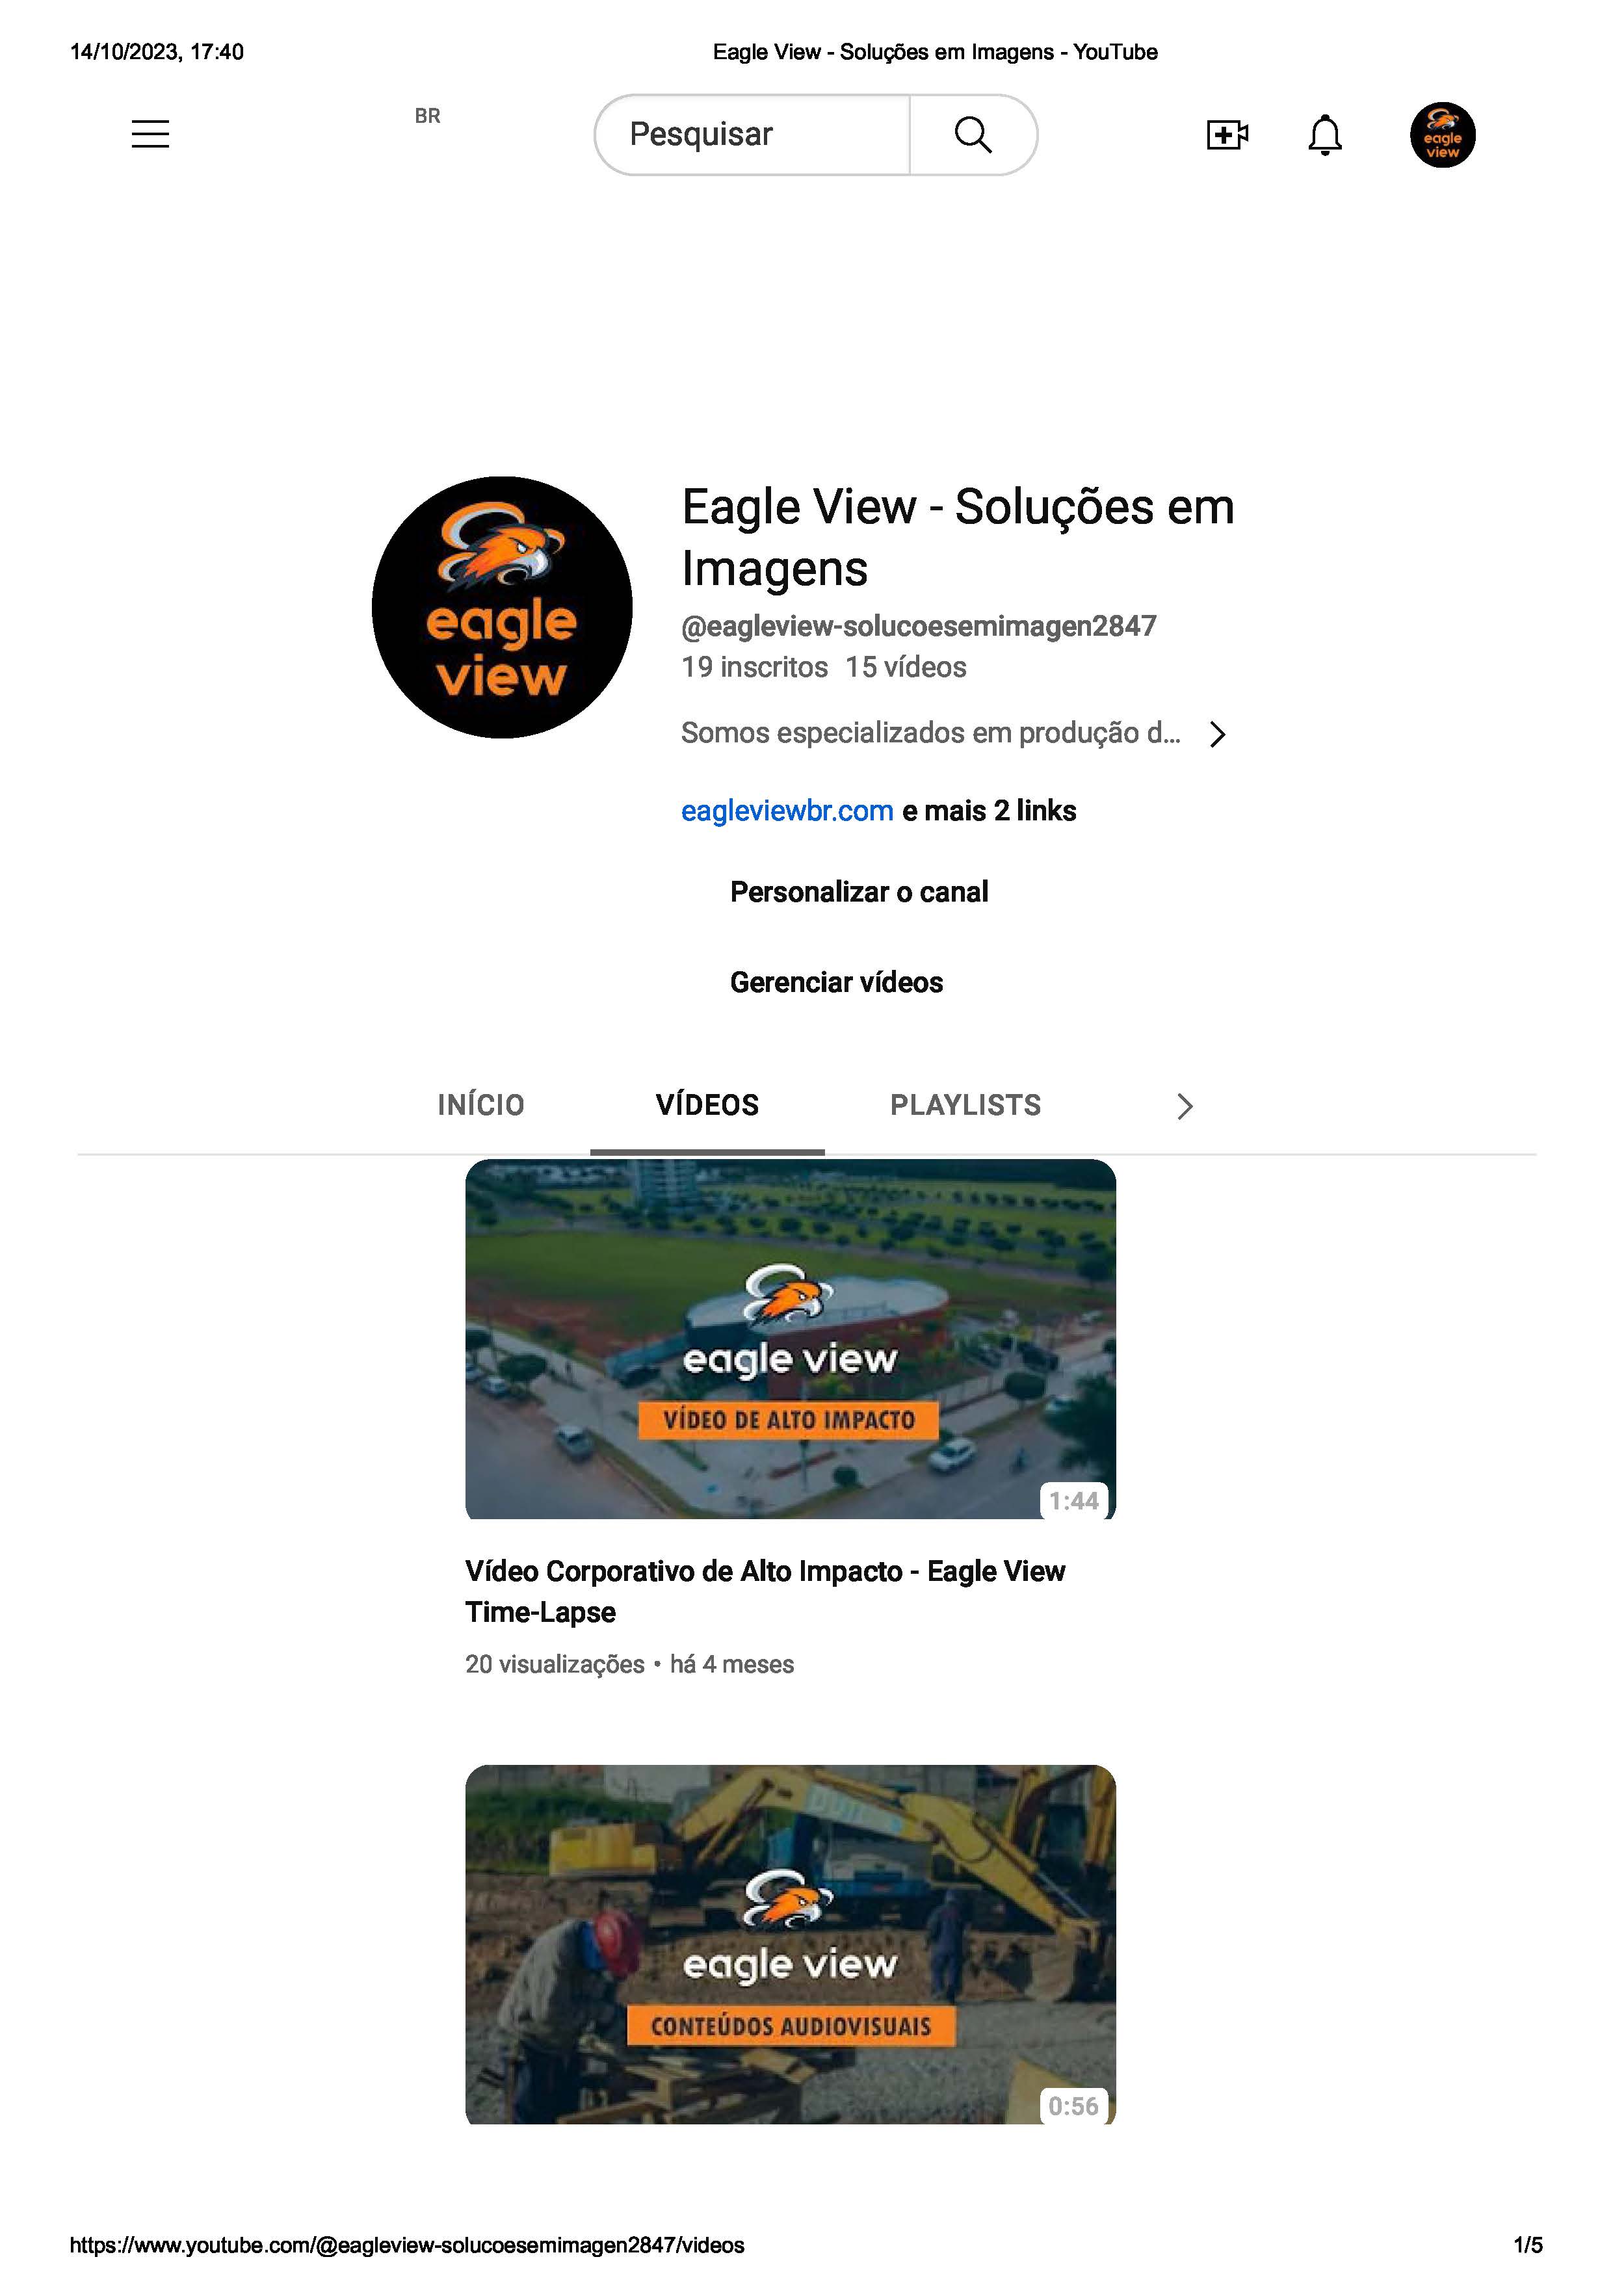 14/10/2023, 17:40
Eagle View - Soluções em Imagens - YouTube
BR
Pesquisar
eagle
view
eagle
view
Eagle View - Soluções em
Imagens
@eagleview-solucoesemimagen2847
19 inscritos 15 vídeos
Somos especializados em produção d...
eagleviewbr.com e mais 2 links
Personalizar o canal
Gerenciar vídeos
INÍCIO VÍDEOS PLAYLISTS
eagle view
VÍDEO DE ALTO IMPACTO
1:44
Vídeo Corporativo de Alto Impacto - Eagle View
Time-Lapse
20 visualizações • há 4 meses
eagle view
CONTEÚDOS AUDIOVISUAIS
0:56
https://www.youtube.com/@eagleview-solucoesemimagen2847/videos
1/5